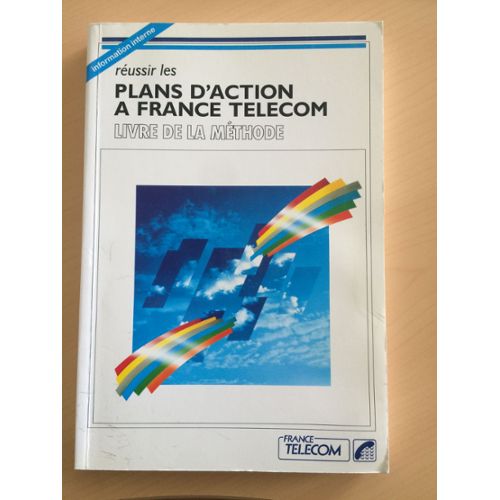 information interne
réussir les
PLANS D'ACTION
A FRANCE TELECOM
LIVRE DE LA MÉTHODE
FRANCE
TELECOM